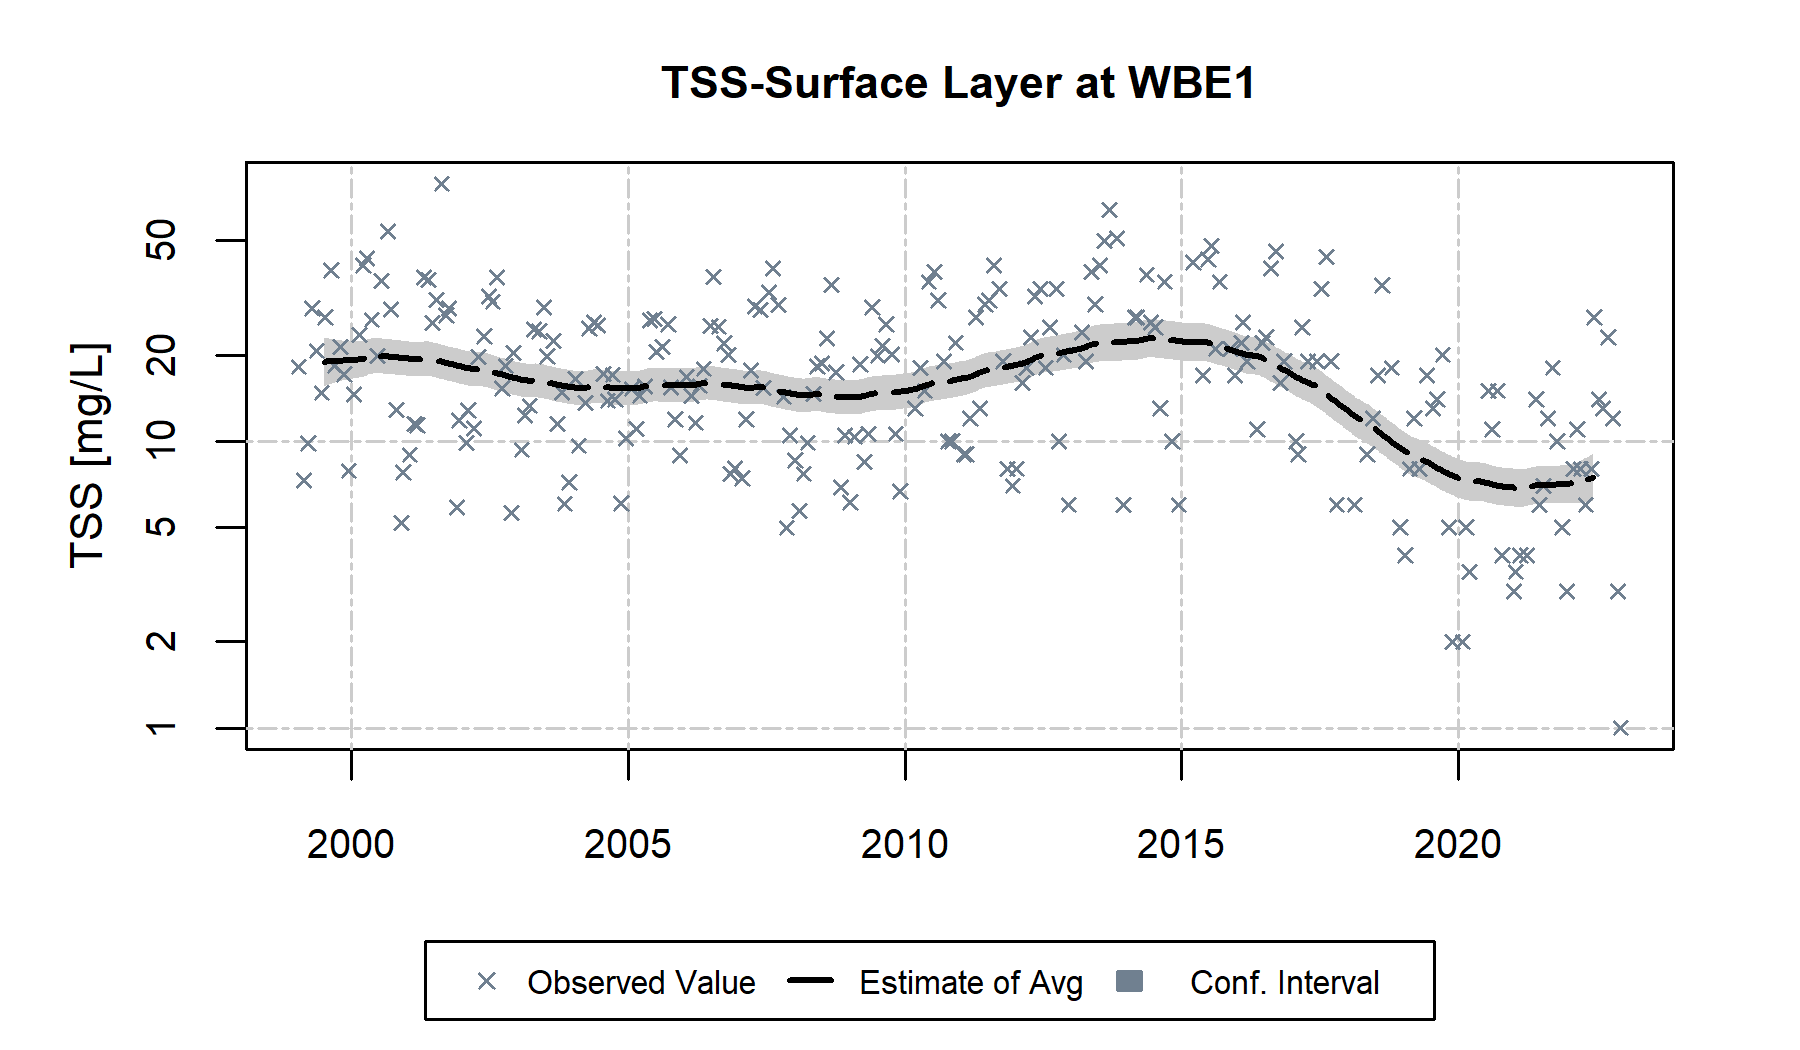 TSS-Surface Layer at WBE1
TSS [mg/L]
50
20
10
5
2
1
2000 2005 2010 2015 2020
Observed Value Estimate of Avg Conf. Interval